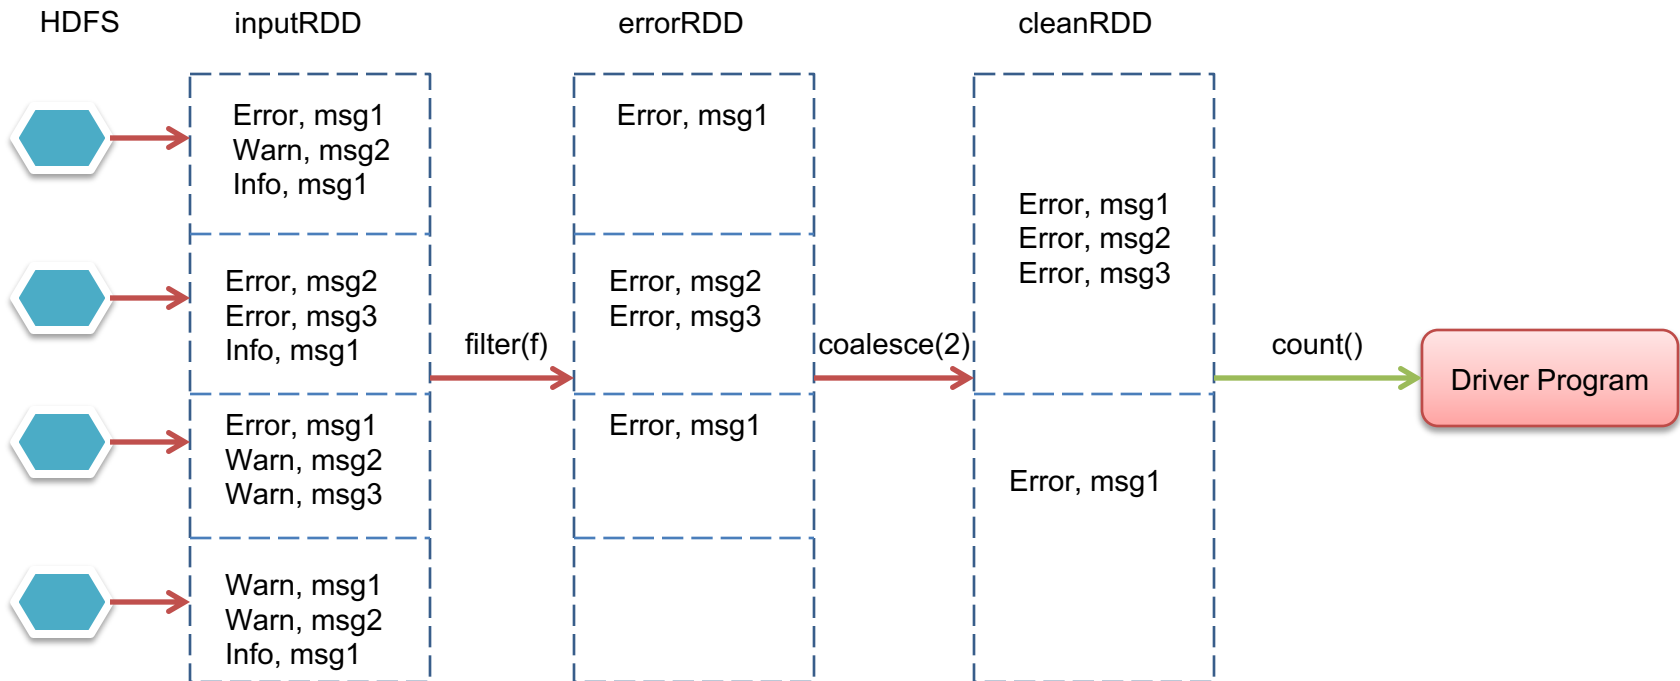 HDFS
inputRDD
errorRDD
cleanRDD
Error, msg1
Warn, msg2
Info, msg1
Error, msg2
Error, msg3
Info, msg1
Error, msg1
Warn, msg2
Warn, msg3
Warn, msg1
Warn, msg2
Info, msg1
filter(f)
Error, msg1
Error, msg2
Error, msg3
Error, msg1
coalesce(2)
Error, msg1
Error, msg2
Error, msg3
Error, msg1
count()
Driver Program